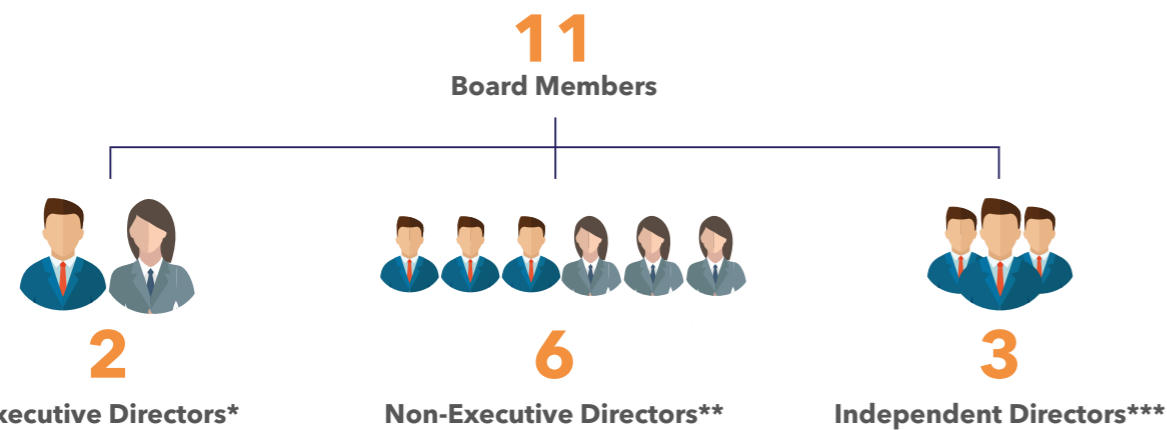 11
Board Members
2
6
3
xecutive Directors*
Non-Executive Directors**
Independent Directors***